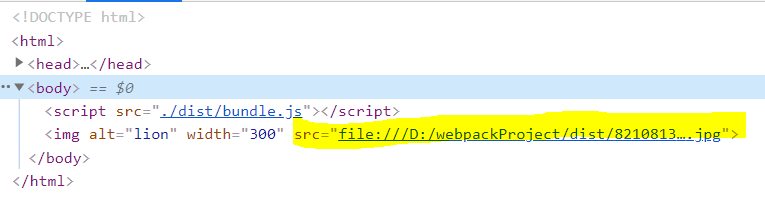 <!DOCTYPE html>
<html>
<head>…</head>
<body> == $0
<script src="./dist/bundle.js"></script>
<img alt="lion" width="300" src="file:///D:/webpackProject/dist/8210813….jpg">
</body>
</html>